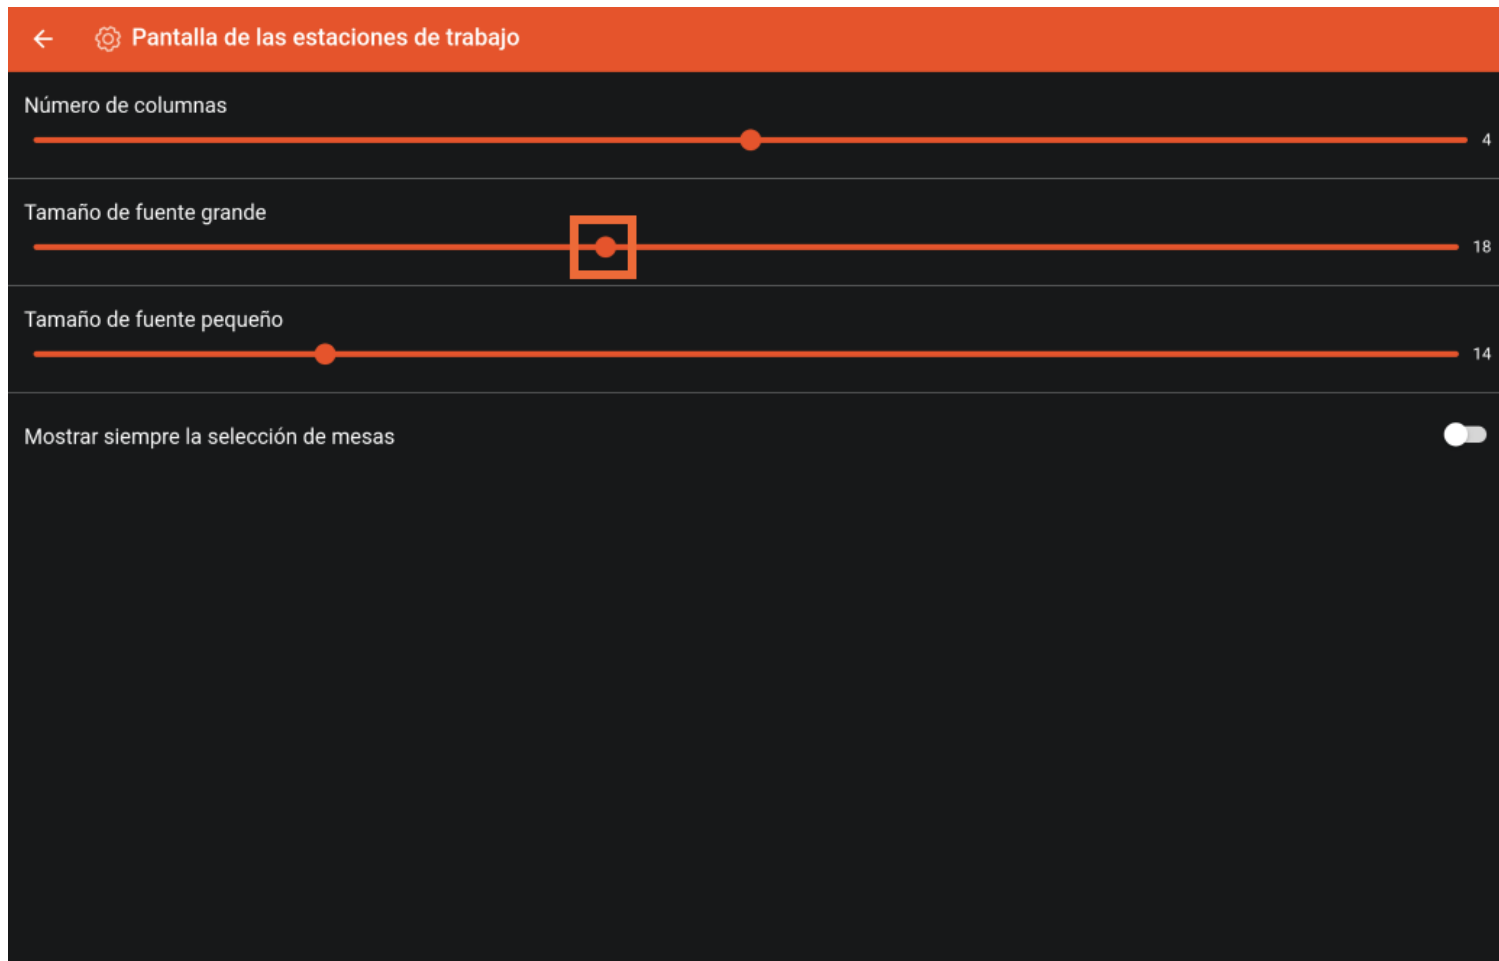 Pantalla de las estaciones de trabajo
Número de columnas
4
Tamaño de fuente grande
18
Tamaño de fuente pequeño
14
Mostrar siempre la selección de mesas